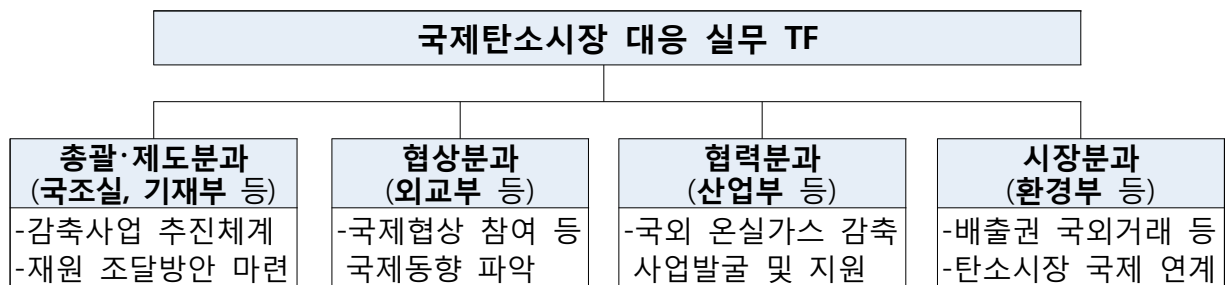 국제탄소시장 대응 실무 TF
총괄·제도분과
(국조실, 기재부 등)
-감축사업 추진체계
-재원 조달방안 마련
협상분과
(외교부 등)
-국제협상 참여 등
국제동향 파악
협력분과
(산업부 등)
-국외 온실가스 감축
사업발굴 및 지원
시장분과
(환경부 등)
-배출권 국외거래 등
-탄소시장 국제 연계